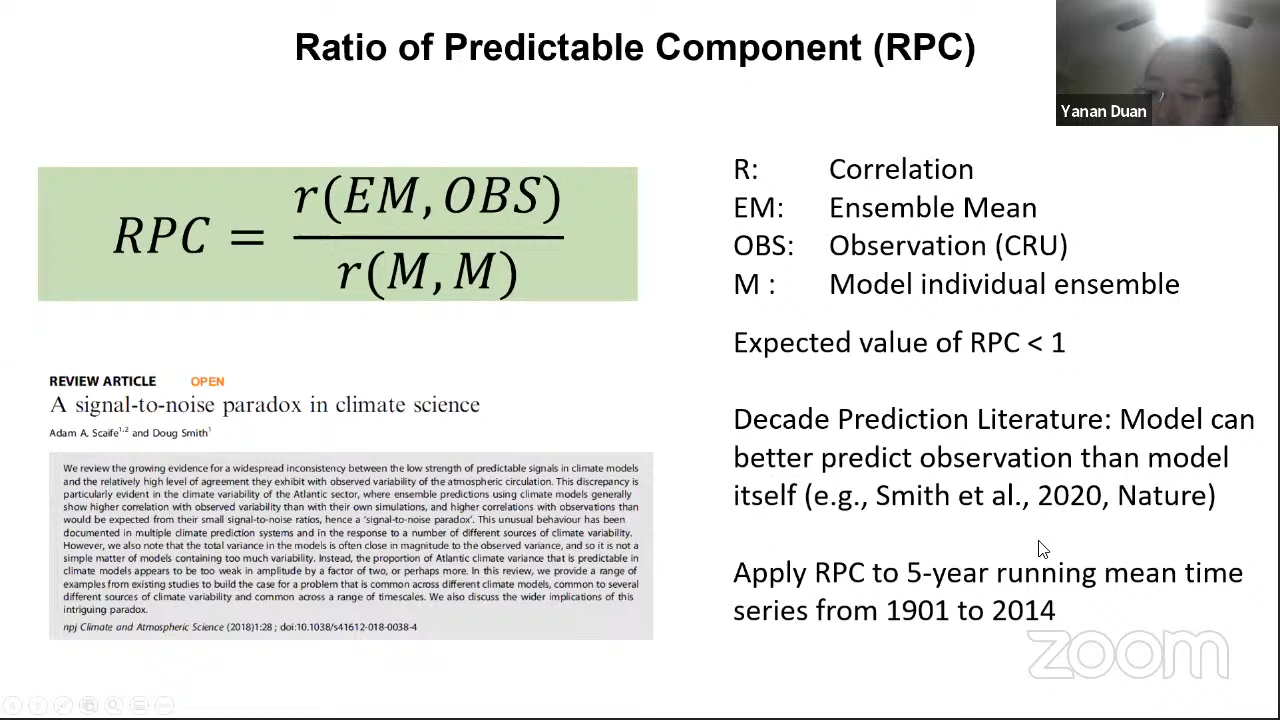 Ratio of Predictable Component (RPC)
Yanan Duan
RPC = r(EM, OBS) / r(M, M)
R: Correlation
EM: Ensemble Mean
OBS: Observation (CRU)
M : Model individual ensemble
Expected value of RPC < 1
Decade Prediction Literature: Model can
better predict observation than model
itself (e.g., Smith et al., 2020, Nature)
Apply RPC to 5-year running mean time
series from 1901 to 2014
REVIEW ARTICLE OPEN
A signal-to-noise paradox in climate science
Adam A. Scaife1,2 and Doug Smith1
We review the growing evidence for a widespread inconsistency between the low strength of predictable signals in climate models
and the relatively high level of agreement they exhibit with observed variability of the atmospheric circulation. This discrepancy is
particularly evident in the climate variability of the Atlantic sector, where ensemble predictions using climate models generally
show higher correlation with observed variability than with their own simulations, and higher correlations with observations than
would be expected from their small signal-to-noise ratios, hence a ‘signal-to-noise paradox’. This unusual behaviour has been
documented in multiple climate prediction systems and in the response to a number of different sources of climate variability.
However, we also note that the total variance in the models is often close in magnitude to the observed variance, and so it is not a
simple matter of models containing too much variability. Instead, the proportion of Atlantic climate variance that is predictable in
climate models appears to be too weak in amplitude by a factor of two, or perhaps more. In this review, we provide a range of
examples from existing studies to build the case for a problem that is common across different climate models, common to several
different sources of climate variability and common across a range of timescales. We also discuss the wider implications of this
intriguing paradox.
npj Climate and Atmospheric Science (2018)1:28 ; doi:10.1038/s41612-018-0038-4
zoom